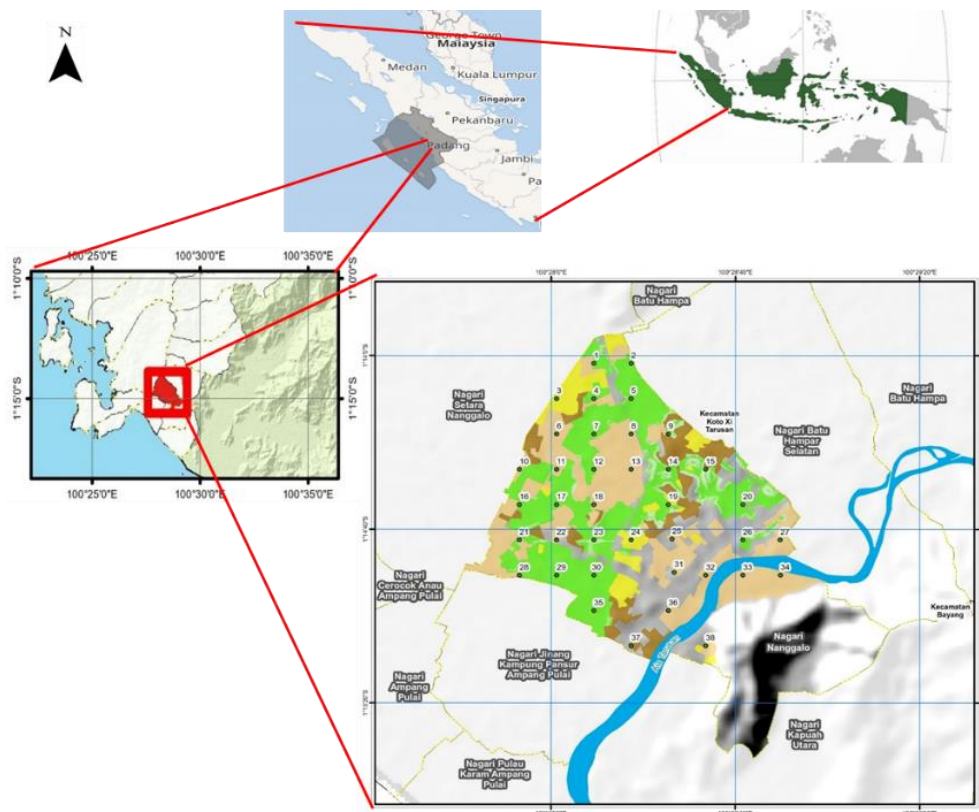 N
George Town
Malaysia
Medan
Kuala Lumpur
Singapura
Pekanbaru
Padang
Jambi
Pa
100°25'0"E
100°30'0"E
100°35'0"E
1°10'0"S
1°10'0"S
1°15'0"S
1°15'0"S
100°25'0"E
100°30'0"E
100°35'0"E
Nagari
Batu Hampa
1
2
Nagari
Setara
Nanggalo
3
4
5
Nagari
Batu Hampa
Kecamatan
Koto Xi
Tarusan
6
7
8
9
Nagari Batu
Hampar
Selatan
10
11
12
13
14
15
16
17
18
19
20
21
22
23
24
25
26
27
28
29
30
31
32
33
34
Nagari
Cerocok Anau
Ampang Pulai
35
36
Kecamatan
Bayang
37
38
Nagari
Nanggalo
Air Tarusan
Nagari Jinang
Kampung Pansur
Ampang Pulai
Nagari
Ampang
Pulai
Nagari
Kapuah
Utara
Nagari Pulau
Karam Ampang
Pulai